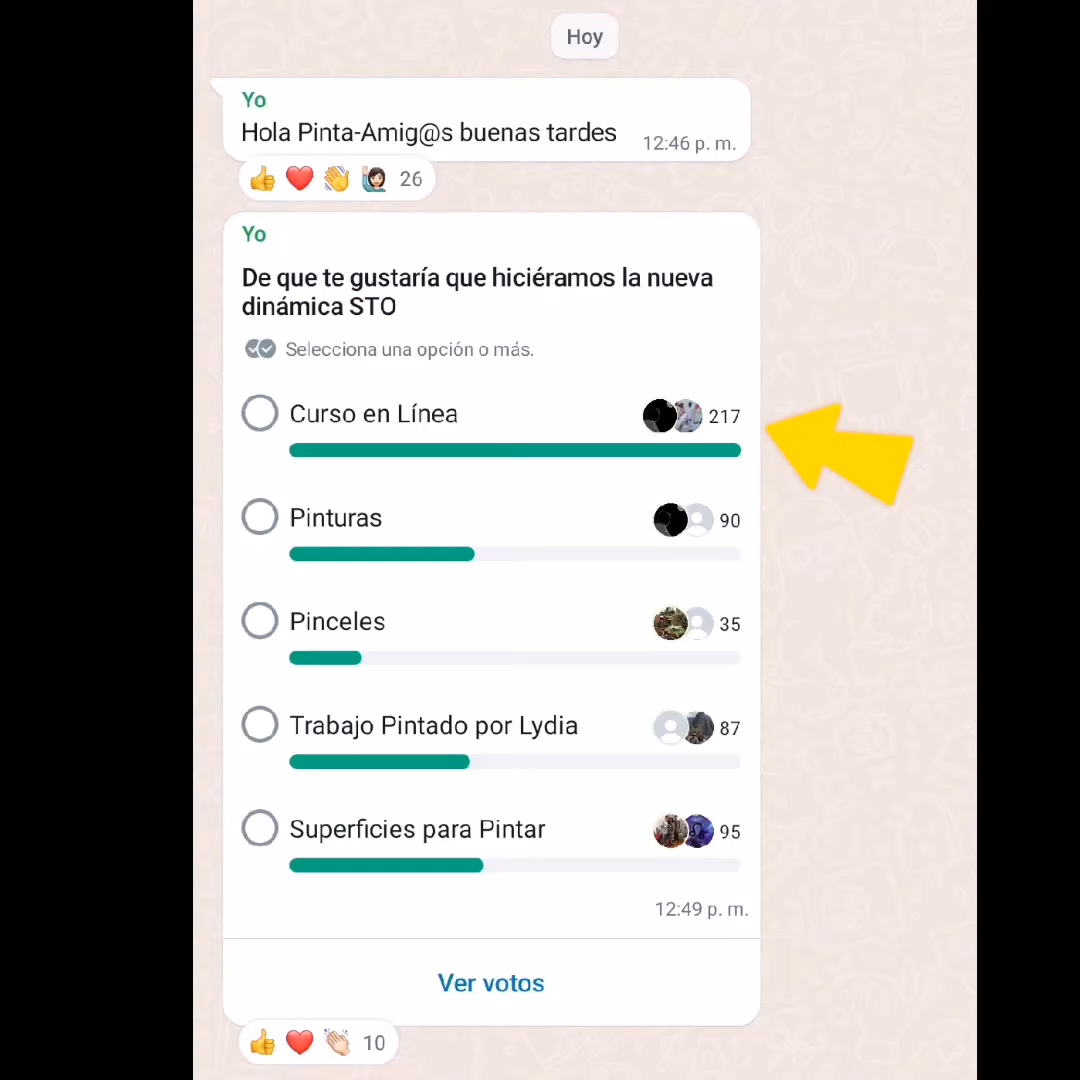 Hoy
Yo
Hola Pinta-Amig@s buenas tardes
12:46 p. m.
26
Yo
De que te gustaría que hiciéramos la nueva
dinámica STO
Selecciona una opción o más.
Curso en Línea 217
Pinturas 90
Pinceles 35
Trabajo Pintado por Lydia 87
Superficies para Pintar 95
12:49 p. m.
Ver votos
10